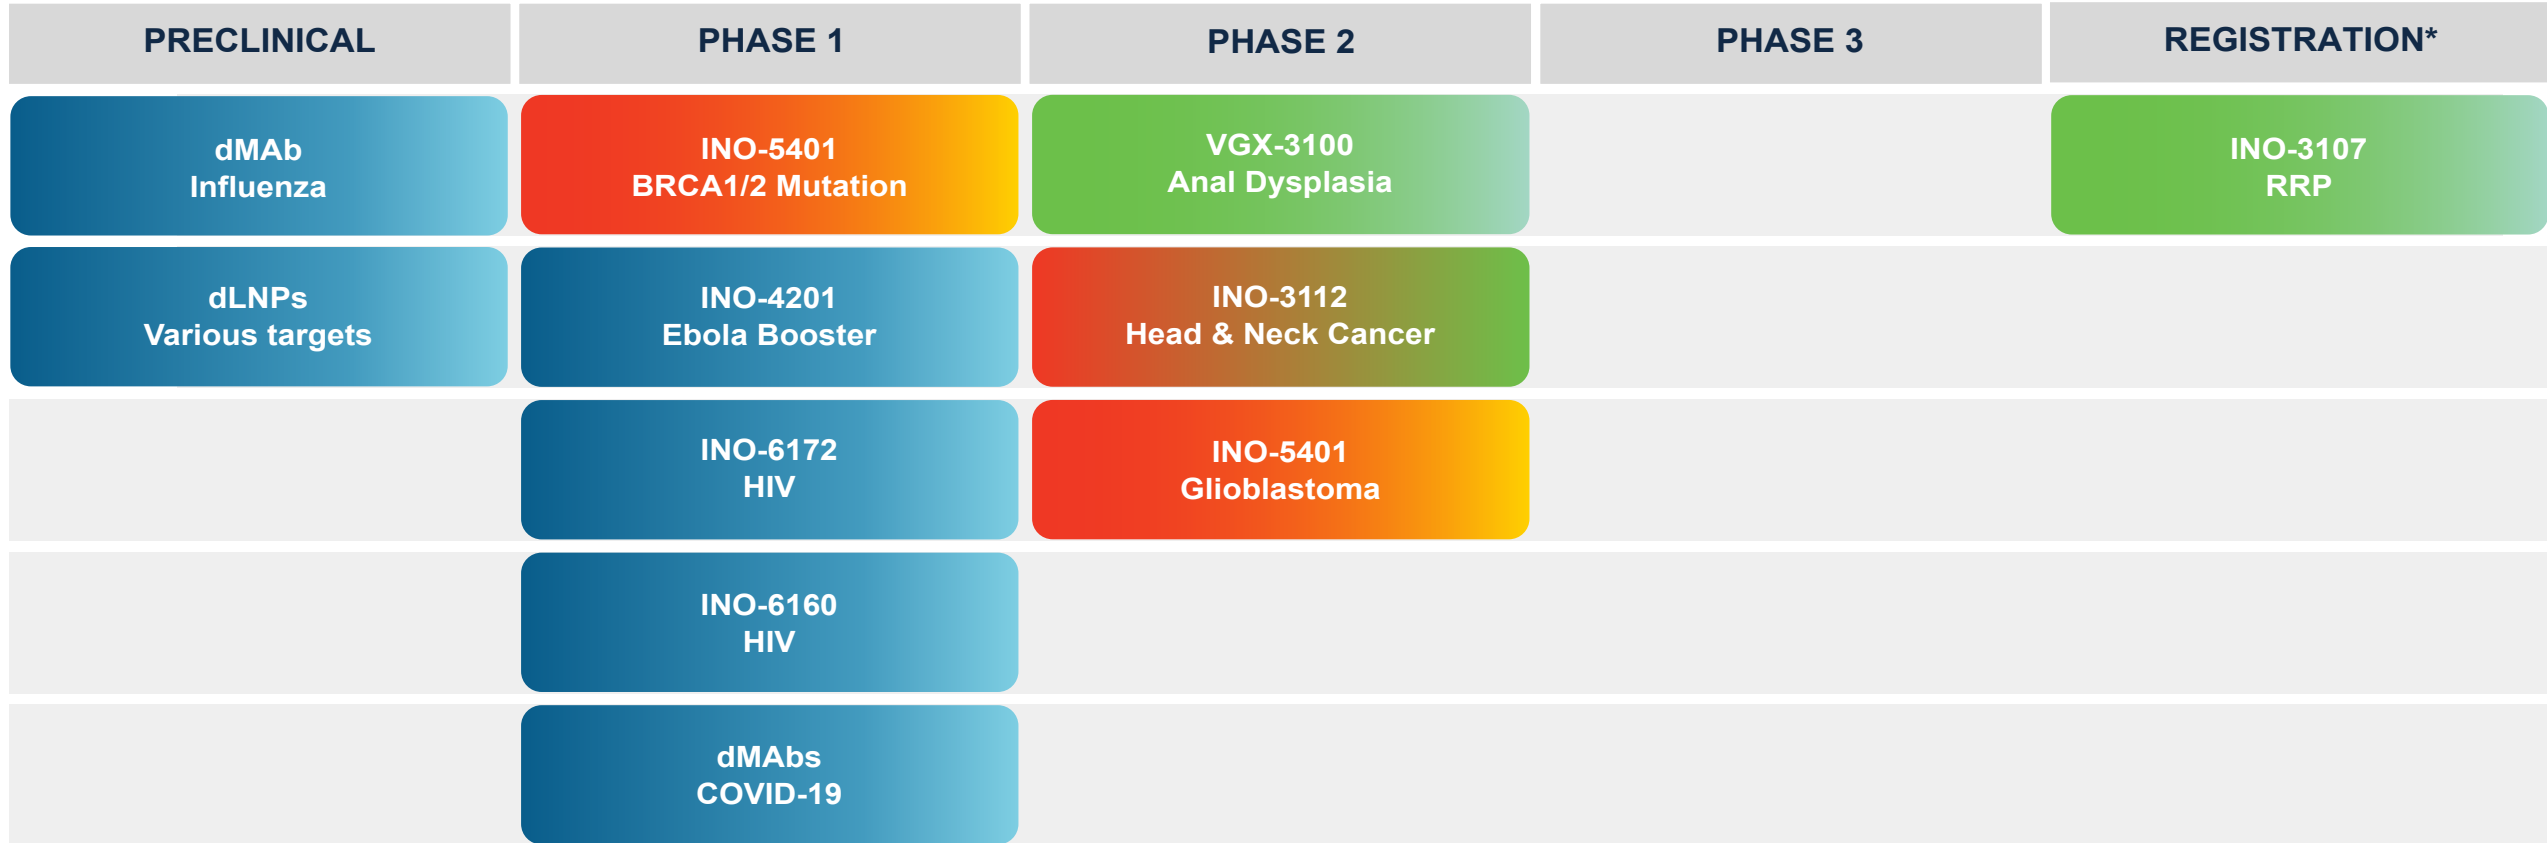 PRECLINICAL
PHASE 1
PHASE 2
PHASE 3
REGISTRATION*
dMAb
Influenza
INO-5401
BRCA1/2 Mutation
VGX-3100
Anal Dysplasia
INO-3107
RRP
dLNPs
Various targets
INO-4201
Ebola Booster
INO-3112
Head & Neck Cancer
INO-6172
HIV
INO-5401
Glioblastoma
INO-6160
HIV
dMAbs
COVID-19